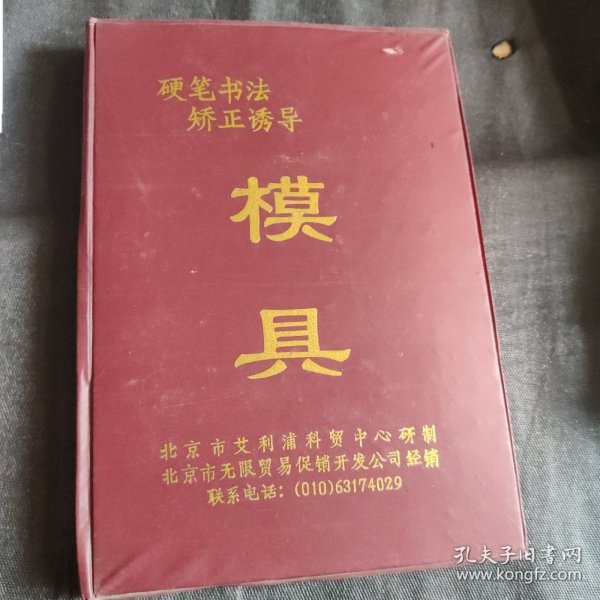 硬笔书法
矫正诱导
模
具
北京市艾利浦科贸中心研制
北京市无限贸易促销开发公司经销
联系电话：(010)63174029
孔夫子旧书网
www.kongfz.com